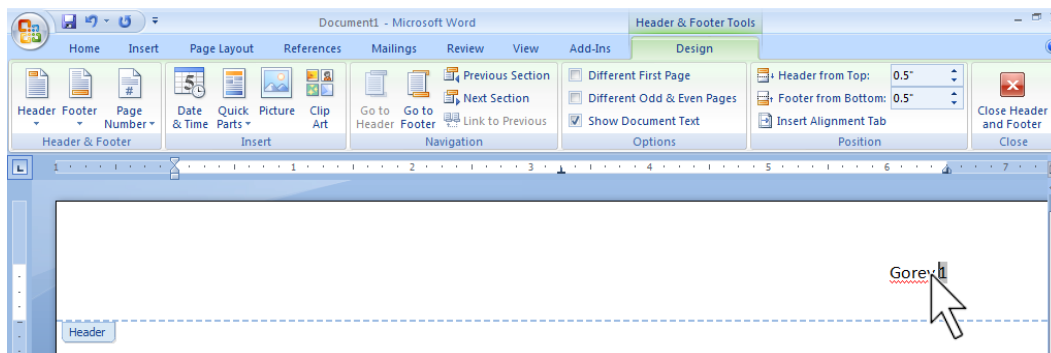 Document1 - Microsoft Word
Header & Footer Tools
Home Insert Page Layout References Mailings Review View Add-Ins Design
Header
Footer
Page Number
Header & Footer
Date & Time
Quick Parts
Picture
Clip Art
Insert
Go to Header
Go to Footer
Previous Section
Next Section
Link to Previous
Navigation
Different First Page
Different Odd & Even Pages
Show Document Text
Options
Header from Top: 0.5"
Footer from Bottom: 0.5"
Insert Alignment Tab
Position
Close Header and Footer
Close
L
1 1 2 3 4 5 6 7
Gorey 1
Header